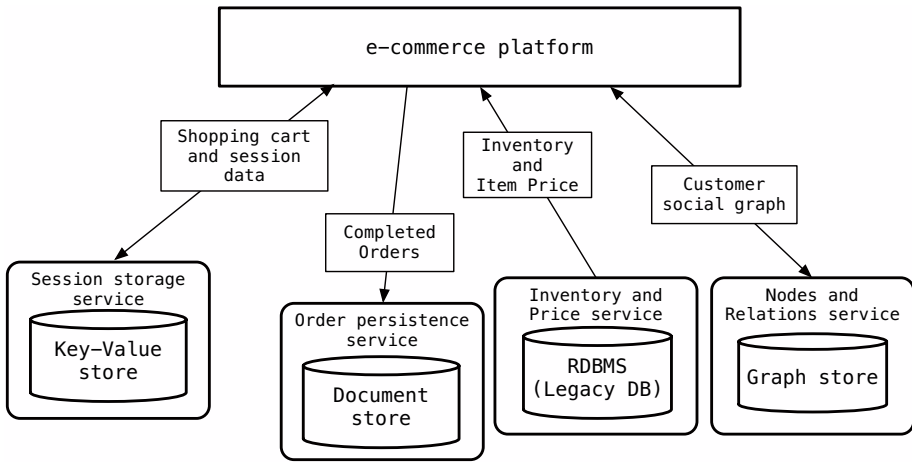 e-commerce platform
Shopping cart
and session
data
Inventory
and
Item Price
Customer
social graph
Completed
Orders
Session storage
service
Key-Value
store
Order persistence
service
Document
store
Inventory and
Price service
RDBMS
(Legacy DB)
Nodes and
Relations service
Graph store